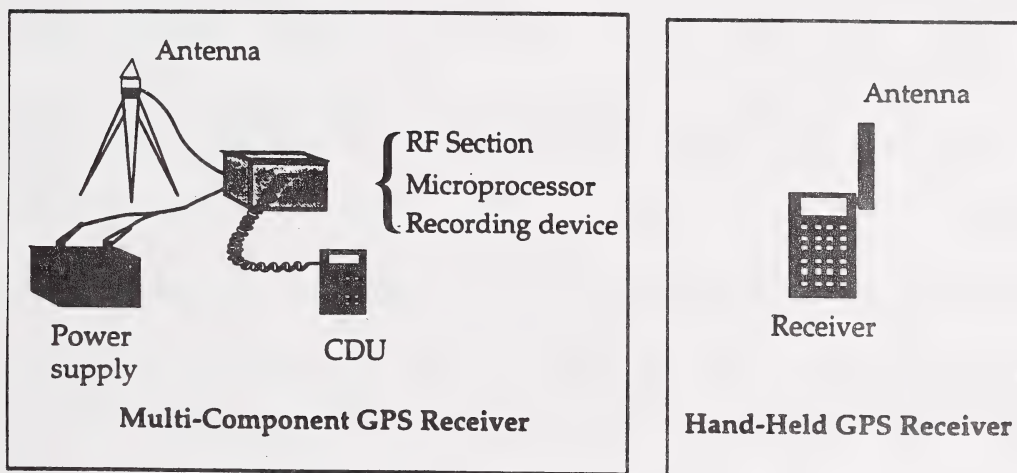 Antenna
RF Section
Microprocessor
Recording device
Power
supply
CDU
Multi-Component GPS Receiver
Antenna
Receiver
Hand-Held GPS Receiver